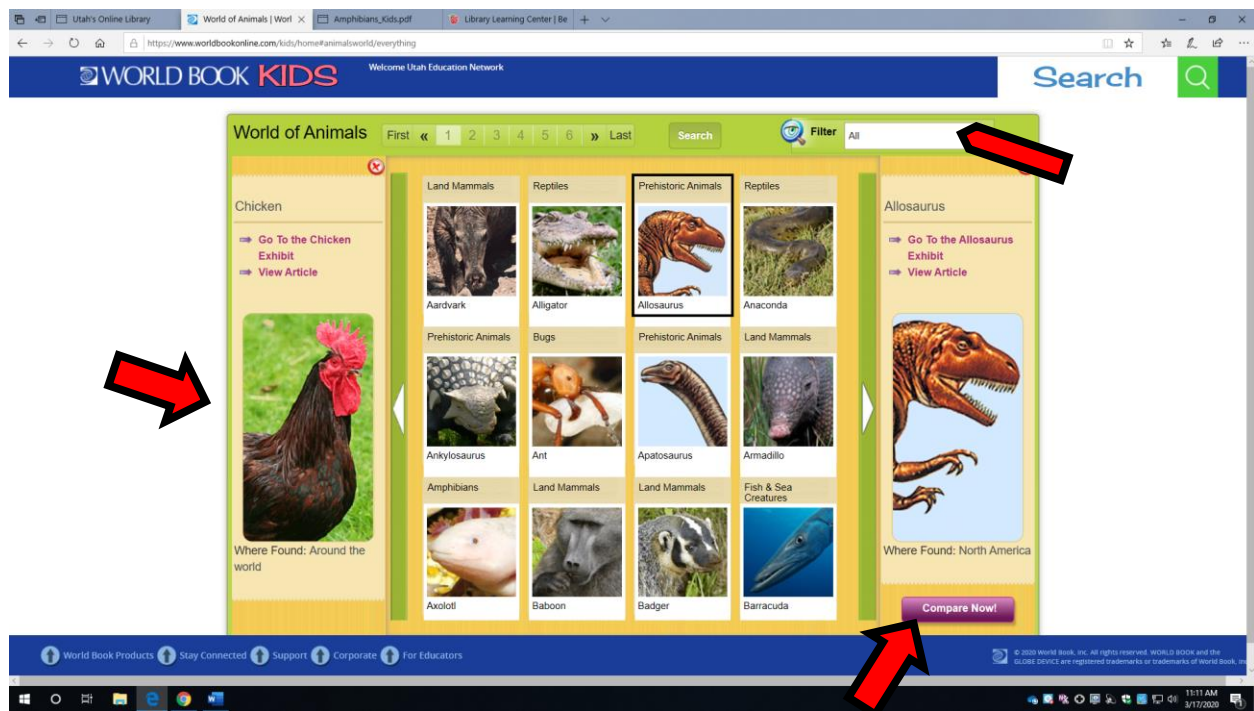 Utah's Online Library
World of Animals | Worl
Amphibians_Kids.pdf
Library Learning Center | Be
https://www.worldbookonline.com/kids/home#animalsworld/everything
WORLD BOOK KIDS
Welcome Utah Education Network
Search
World of Animals
First « 1 2 3 4 5 6 » Last
Search
Filter
All
Chicken
Go To the Chicken
Exhibit
View Article
Where Found: Around the
world
Land Mammals
Reptiles
Prehistoric Animals
Reptiles
Aardvark
Alligator
Allosaurus
Anaconda
Prehistoric Animals
Bugs
Prehistoric Animals
Land Mammals
Ankylosaurus
Ant
Apatosaurus
Armadillo
Amphibians
Land Mammals
Land Mammals
Fish & Sea
Creatures
Axolotl
Baboon
Badger
Barracuda
Allosaurus
Go To the Allosaurus
Exhibit
View Article
Where Found: North America
Compare Now!
World Book Products
Stay Connected
Support
Corporate
For Educators
© 2020 World Book, Inc. All rights reserved. WORLD BOOK and the
GLOBE DEVICE are registered trademarks or trademarks of World Book, In
11:11 AM
3/17/2020